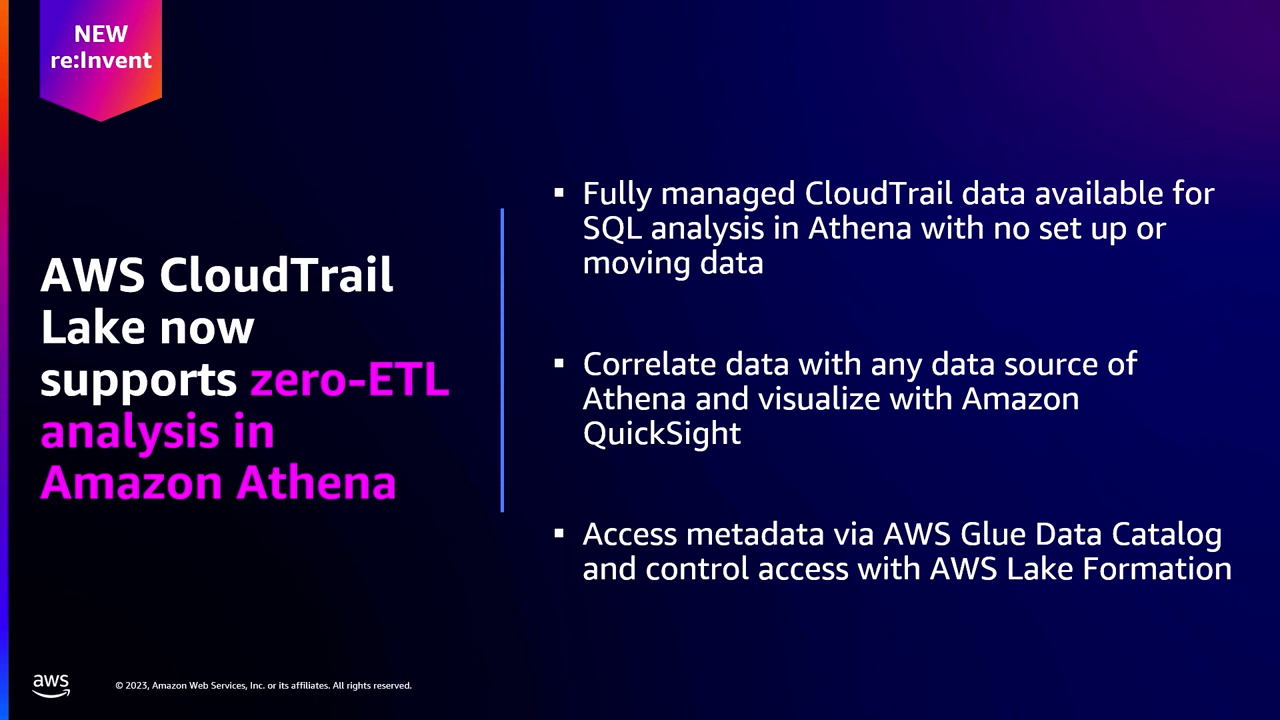 NEW
re:Invent
AWS CloudTrail
Lake now
supports zero-ETL
analysis in
Amazon Athena
▪ Fully managed CloudTrail data available for
SQL analysis in Athena with no set up or
moving data
▪ Correlate data with any data source of
Athena and visualize with Amazon
QuickSight
▪ Access metadata via AWS Glue Data Catalog
and control access with AWS Lake Formation
aws
© 2023, Amazon Web Services, Inc. or its affiliates. All rights reserved.